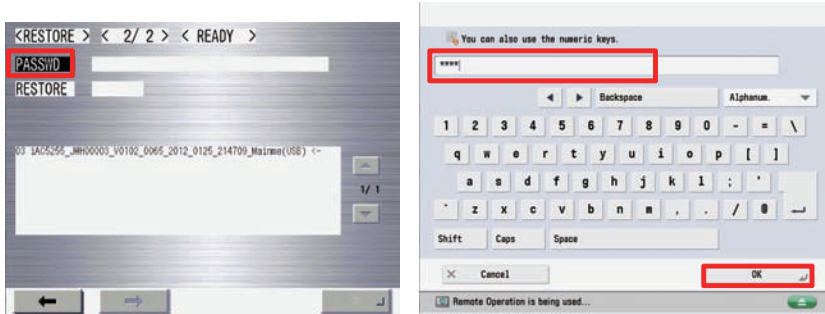 <RESTORE > < 2/ 2 > < READY >
PASSWD
RESTORE
03 iAC5255_JWH00003_V0102_0065_2012_0125_214709_Mainme(USB) <-
1/ 1
You can also use the numeric keys.
****
Backspace
Alphanum.
1 2 3 4 5 6 7 8 9 0 - = \
q w e r t y u i o p [ ]
a s d f g h j k l ; '
` z x c v b n m , . / @
Shift Caps Space
Cancel OK
Remote Operation is being used...